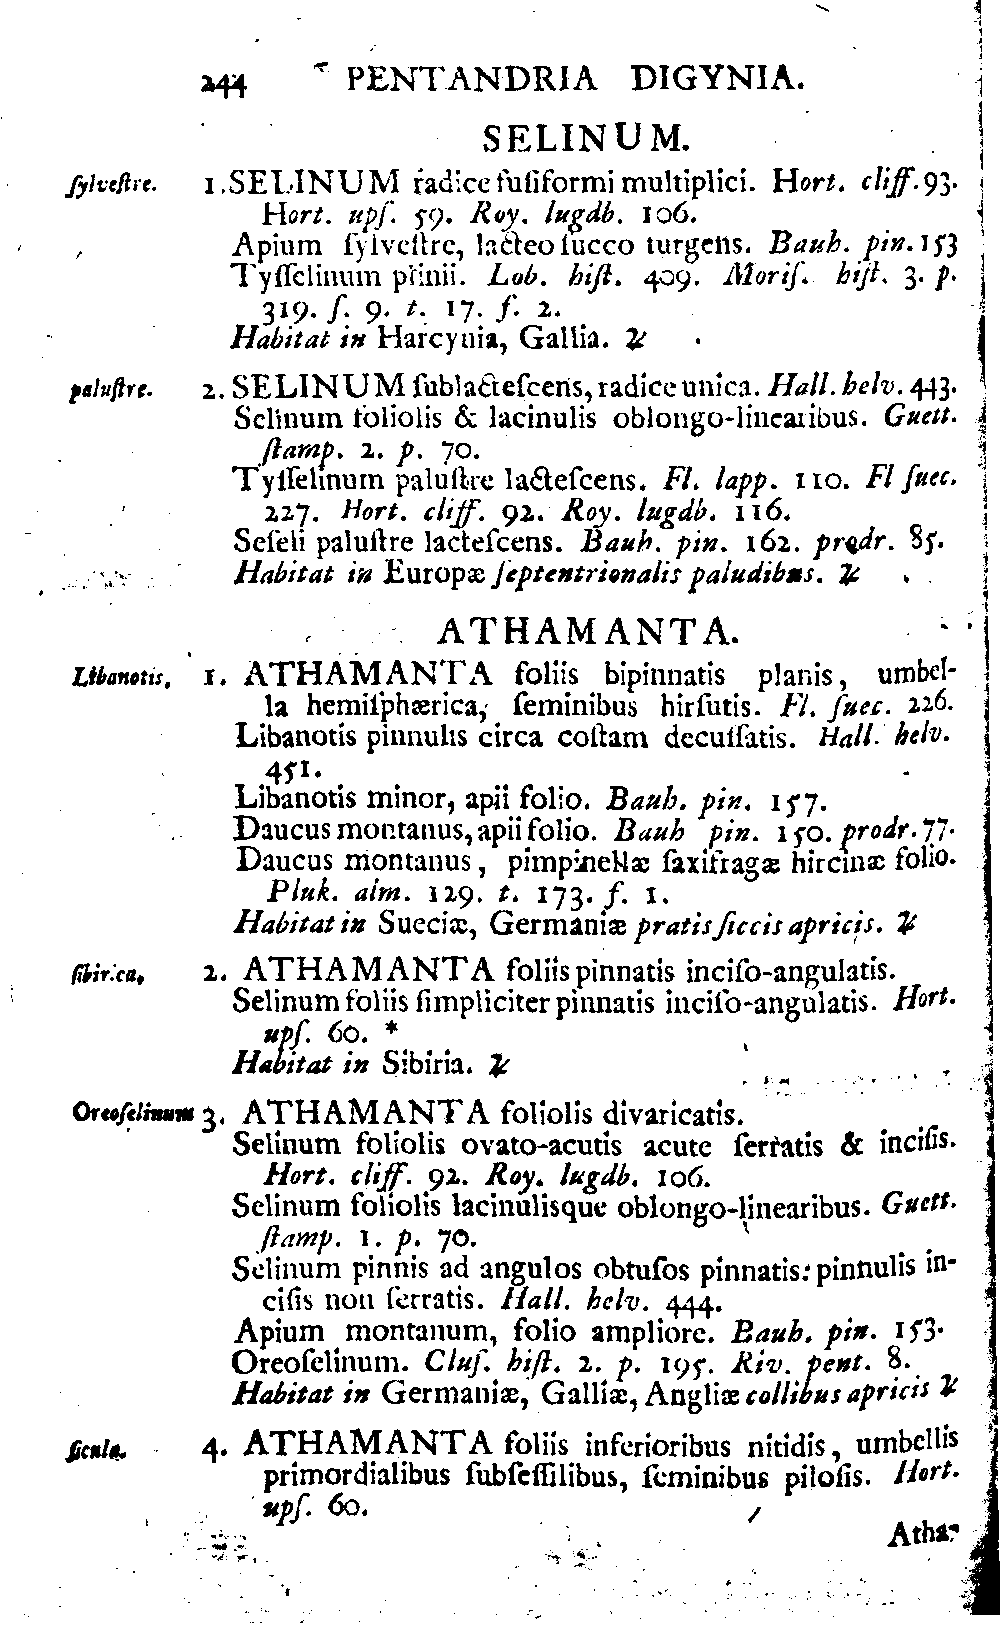 244 PENTANDRIA DIGYNIA.
SELINUM.
ſylveſtre. 1. SELINUM radice fuſiformi multiplici. Hort. cliff. 93.
Hort. upſ. 59. Roy. lugdb. 106.
Apium ſylveſtre, lacteo ſucco turgens. Bauh. pin. 153
Tyſſelinum plinii. Lob. hiſt. 409. Moriſ. hiſt. 3. p.
319. ſ. 9. t. 17. f. 2.
Habitat in Harcynia, Gallia. ♃
paluſtre. 2. SELINUM ſublacteſcens, radice unica. Hall. helv. 443.
Selinum foliolis & lacinulis oblongo-linearibus. Guett.
ſtamp. 2. p. 70.
Tyſſelinum paluſtre lacteſcens. Fl. lapp. 110. Fl ſuec.
227. Hort. cliff. 92. Roy. lugdb. 116.
Seſeli paluſtre lacteſcens. Bauh. pin. 162. prodr. 85.
Habitat in Europæ ſeptentrionalis paludibus. ♃
ATHAMANTA.
Libanotis. 1. ATHAMANTA foliis bipinnatis planis, umbel-
la hemiſphærica, ſeminibus hirſutis. Fl. ſuec. 226.
Libanotis pinnulis circa coſtam decuſſatis. Hall. helv.
451.
Libanotis minor, apii folio. Bauh. pin. 157.
Daucus montanus, apii folio. Bauh pin. 150. prodr. 77.
Daucus montanus, pimpinellæ ſaxifragæ hircinæ folio.
Pluk. alm. 129. t. 173. f. 1.
Habitat in Sueciæ, Germaniæ pratis ſiccis apricis. ♃
ſibirica. 2. ATHAMANTA foliis pinnatis inciſo-angulatis.
Selinum foliis ſimpliciter pinnatis inciſo-angulatis. Hort.
upſ. 60. *
Habitat in Sibiria. ♃
Oreoſelinum 3. ATHAMANTA foliolis divaricatis.
Selinum foliolis ovato-acutis acute ſerratis & inciſis.
Hort. cliff. 92. Roy. lugdb. 106.
Selinum foliolis lacinulisque oblongo-linearibus. Guett.
ſtamp. 1. p. 70.
Selinum pinnis ad angulos obtuſos pinnatis: pinnulis in-
ciſis non ſerratis. Hall. helv. 444.
Apium montanum, folio ampliore. Bauh. pin. 153.
Oreoſelinum. Cluſ. hiſt. 2. p. 195. Riv. pent. 8.
Habitat in Germaniæ, Galliæ, Angliæ collibus apricis ♃
ſicula. 4. ATHAMANTA foliis inferioribus nitidis, umbellis
primordialibus ſubſeſſilibus, ſeminibus piloſis. Hort.
upſ. 60.
Atha-